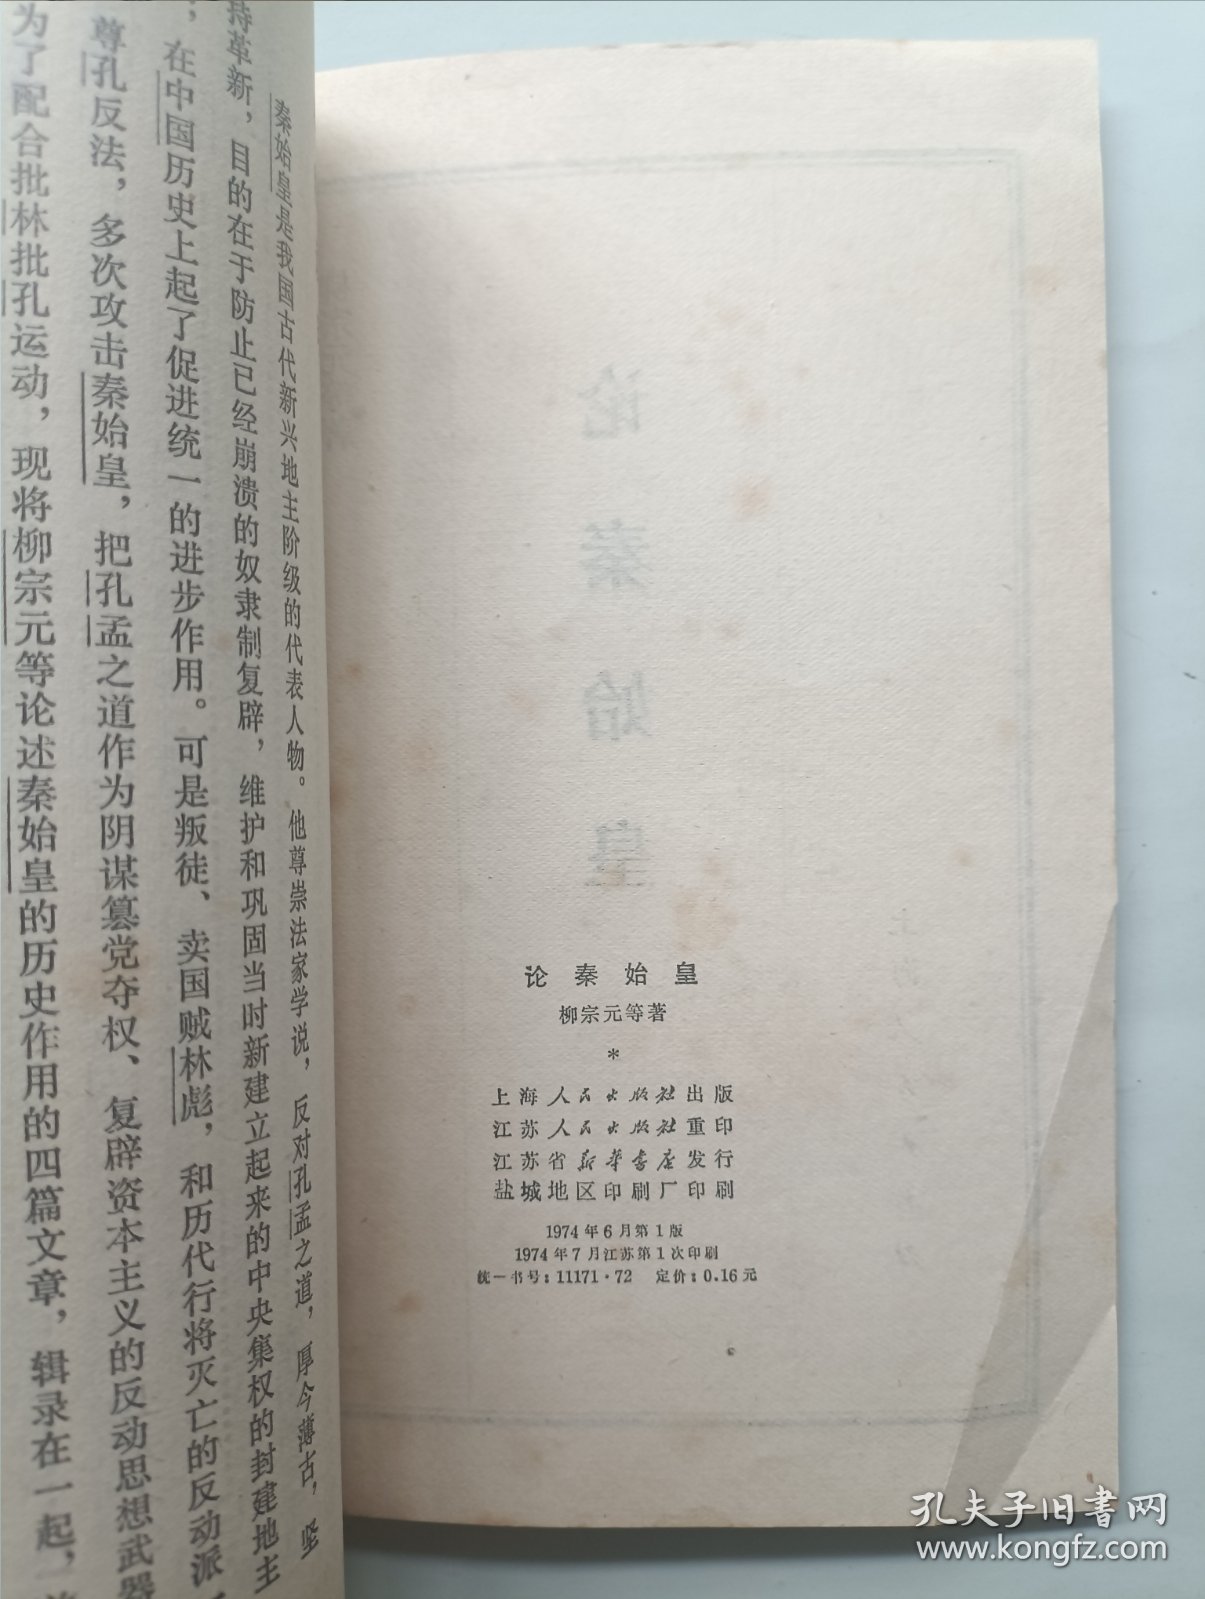 秦始皇是我国古代新兴地主阶级的代表人物。他尊崇法家学说，反对孔孟之道，厚今薄古，坚
持革新，目的在于防止已经崩溃的奴隶制复辟，维护和巩固当时新建立起来的中央集权的封建地主
，在中国历史上起了促进统一的进步作用。可是叛徒、卖国贼林彪，和历代行将灭亡的反动派
尊孔反法，多次攻击秦始皇，把孔孟之道作为阴谋篡党夺权、复辟资本主义的反动思想武器
为了配合批林批孔运动，现将柳宗元等论述秦始皇的历史作用的四篇文章，辑录在一起，
论秦始皇
论秦始皇
柳宗元等著
*
上海人民出版社出版
江苏人民出版社重印
江苏省新华书店发行
盐城地区印刷厂印刷
1974年6月第1版
1974年7月江苏第1次印刷
统一书号：11171·72 定价：0.16元
孔夫子旧书网
www.kongfz.com